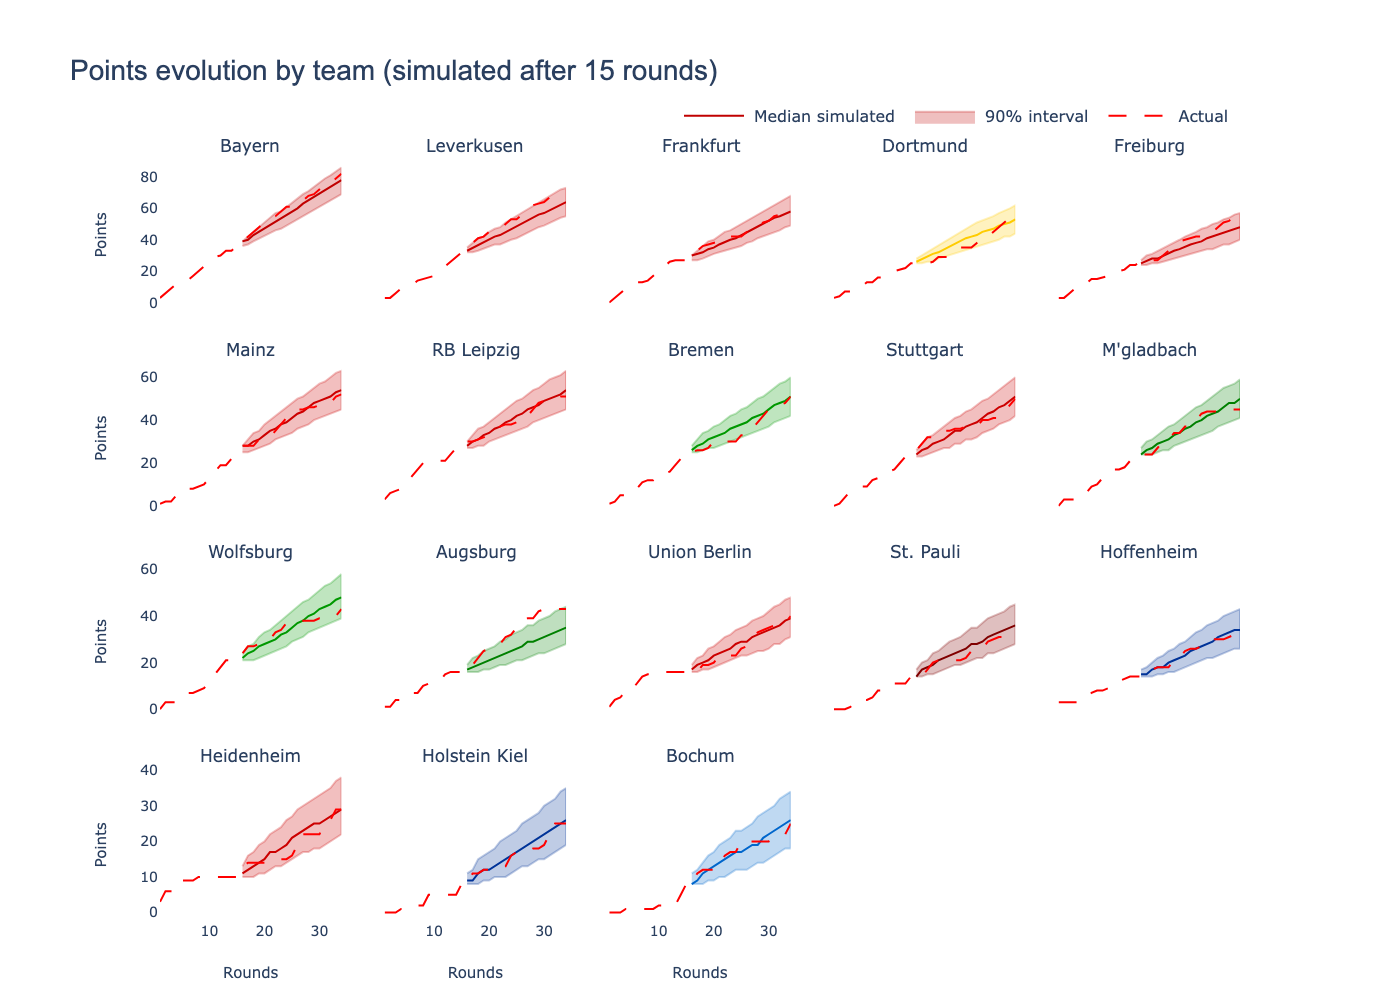 Points evolution by team (simulated after 15 rounds)
Median simulated 90% interval Actual
Bayern Leverkusen Frankfurt Dortmund Freiburg
80
60
40
20
0
Points
Mainz RB Leipzig Bremen Stuttgart M'gladbach
60
40
20
0
Points
Wolfsburg Augsburg Union Berlin St. Pauli Hoffenheim
60
40
20
0
Points
Heidenheim Holstein Kiel Bochum
40
30
20
10
0
Points
10 20 30 10 20 30 10 20 30
Rounds Rounds Rounds